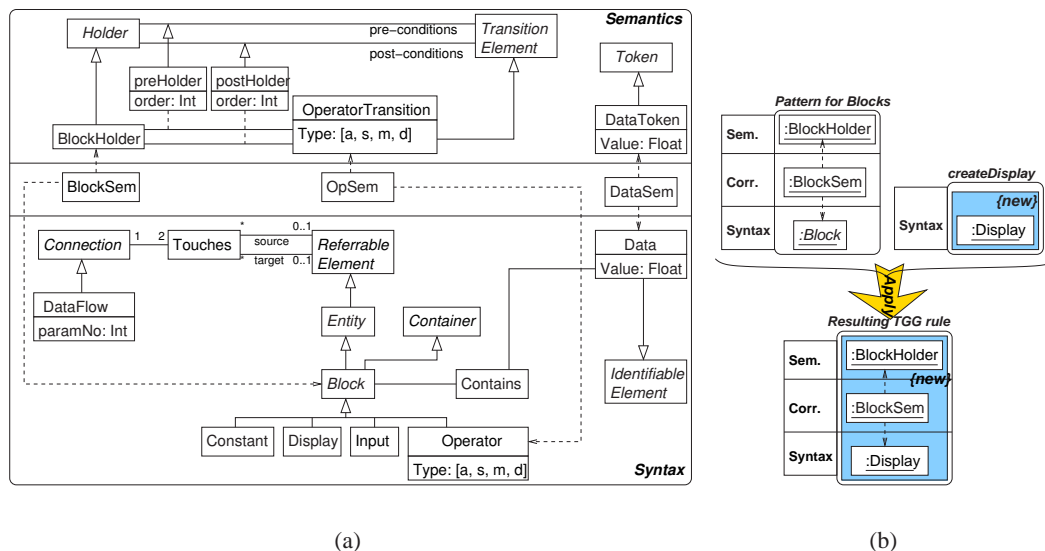 Semantics
Holder
pre-conditions
post-conditions
Transition
Element
Token
preHolder
order: Int
postHolder
order: Int
OperatorTransition
Type: [a, s, m, d]
BlockHolder
DataToken
Value: Float
BlockSem
OpSem
DataSem
Connection
1
2
Touches
*
0..1
source
*
target
0..1
Referrable
Element
Data
Value: Float
DataFlow
paramNo: Int
Entity
Container
Block
Contains
Identifiable
Element
Constant
Display
Input
Operator
Type: [a, s, m, d]
Syntax
(a)
Pattern for Blocks
Sem.
:BlockHolder
Corr.
:BlockSem
Syntax
:Block
createDisplay
{new}
Syntax
:Display
Apply
Resulting TGG rule
Sem.
:BlockHolder
{new}
Corr.
:BlockSem
Syntax
:Display
(b)